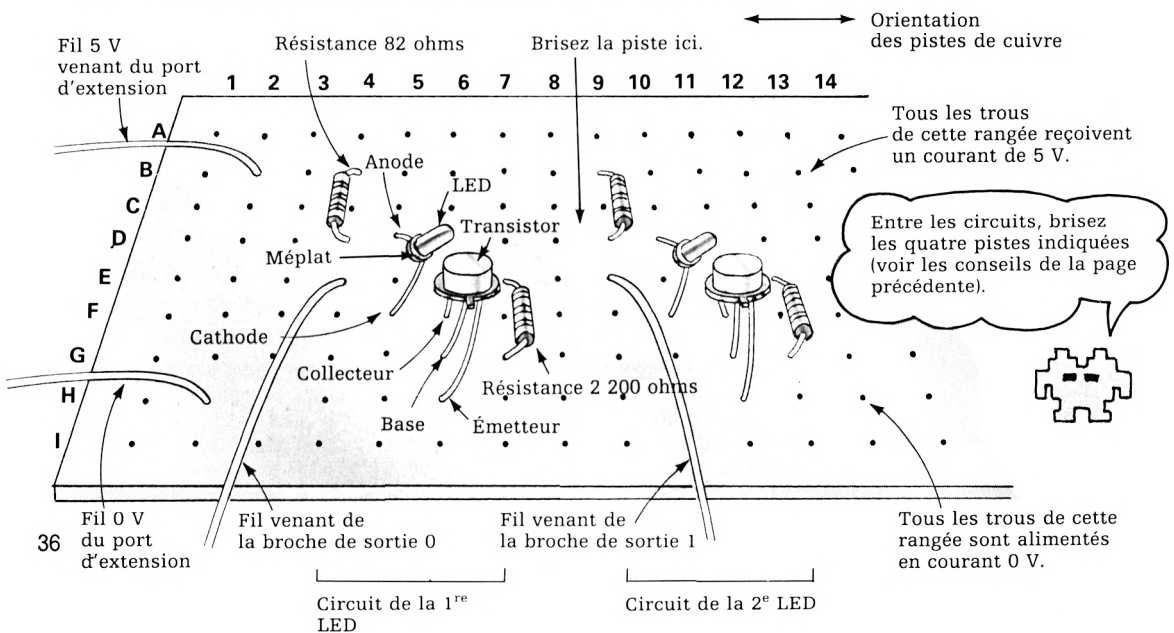 Orientation
des pistes de cuivre
Fil 5 V
venant du port
d'extension
Résistance 82 ohms
Brisez la piste ici.
1 2 3 4 5 6 7 8 9 10 11 12 13 14
Tous les trous
de cette rangée reçoivent
un courant de 5 V.
A
B
C
D
E
F
G
H
I
Anode
LED
Transistor
Méplat
Cathode
Collecteur
Base
Émetteur
Résistance 2 200 ohms
Entre les circuits, brisez
les quatre pistes indiquées
(voir les conseils de la page
précédente).
Fil 0 V
du port
d'extension
Fil venant de
la broche de sortie 0
Fil venant de
la broche de sortie 1
Tous les trous de cette
rangée sont alimentés
en courant 0 V.
36
Circuit de la 1re
LED
Circuit de la 2e LED